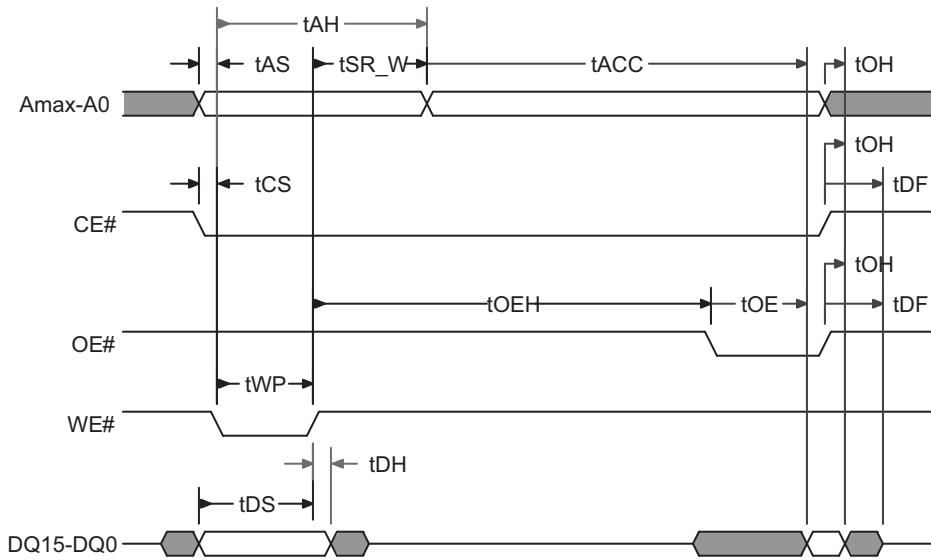 tAH
tAS tSR_W tACC tOH
Amax-A0
tOH
tCS tDF
CE#
tOH
tOEH tOE tDF
OE#
tWP
WE#
tDH
tDS
DQ15-DQ0